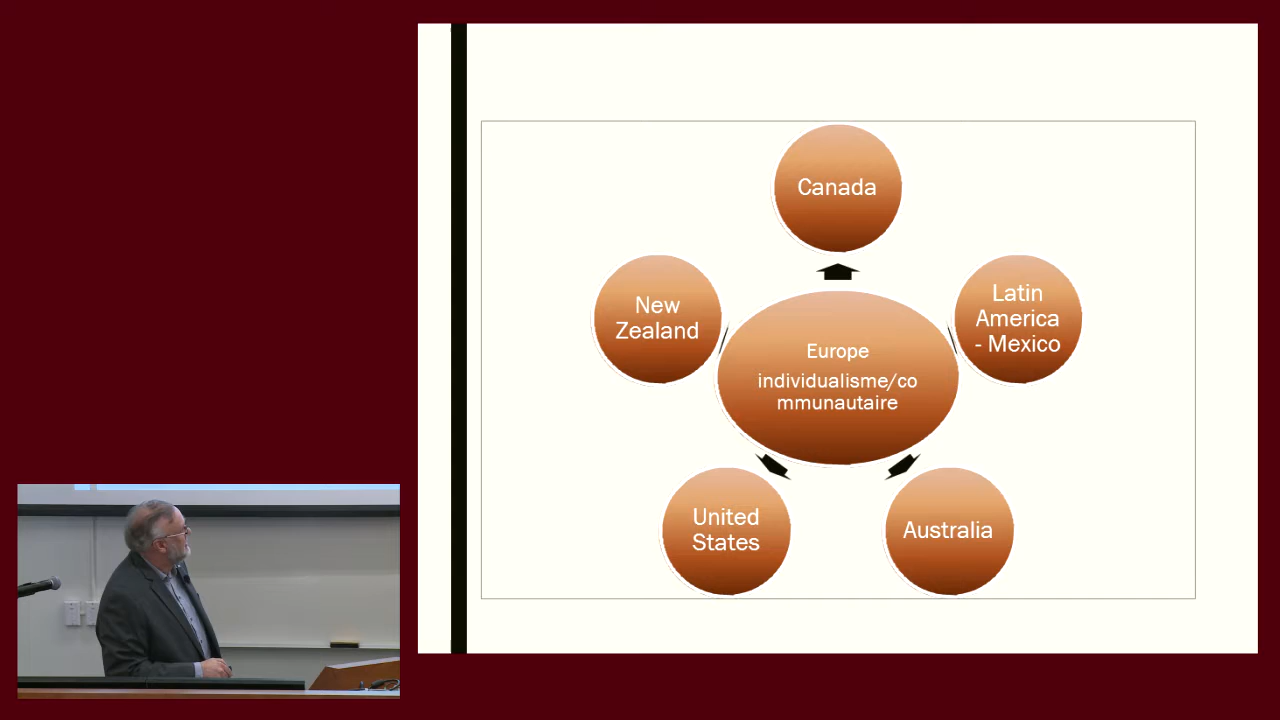 Canada
New
Zealand
Latin
America
- Mexico
Europe
individualisme/co
mmunautaire
United
States
Australia